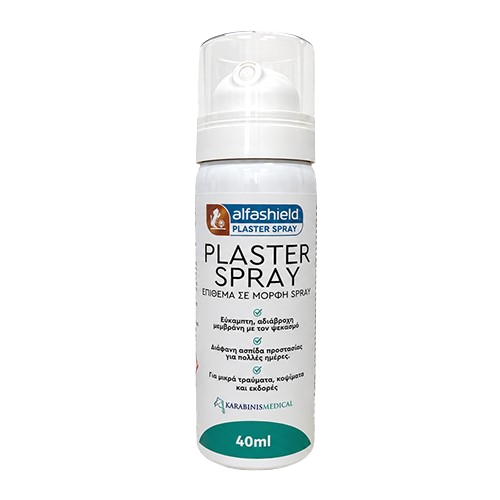 alfashield
PLASTER SPRAY
PLASTER
SPRAY
ΕΠΙΘΕΜΑ ΣΕ ΜΟΡΦΗ SPRAY
Εύκαμπτη, αδιάβροχη
μεμβράνη με τον ψεκασμό
Διάφανη ασπίδα προστασίας
για πολλές ημέρες.
Για μικρά τραύματα, κοψίματα
και εκδορές
KARABINISMEDICAL
40ml